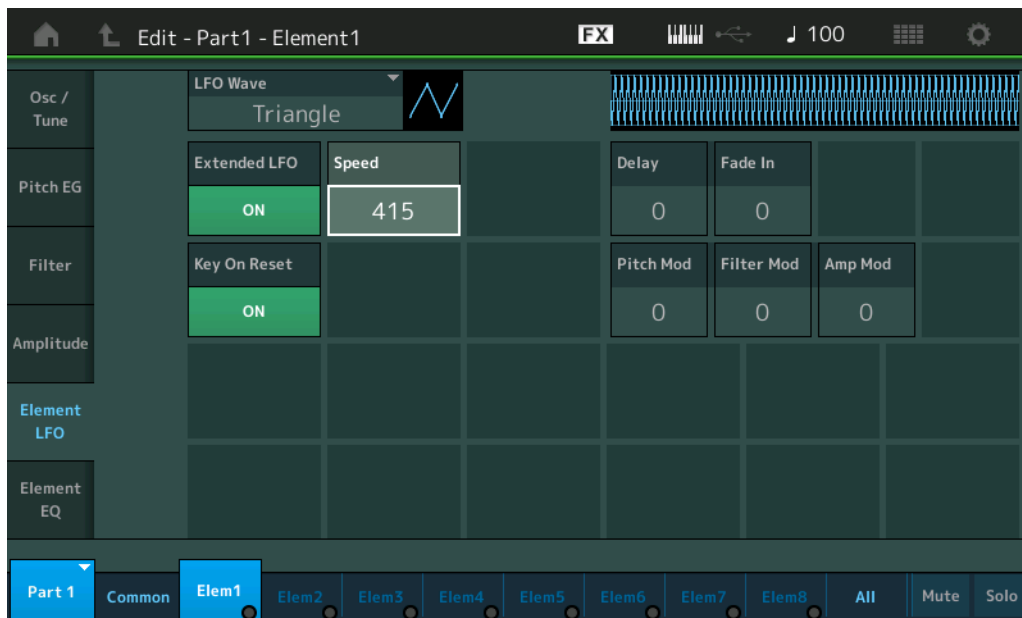 Edit - Part1 - Element1
FX
♩ 100
Osc /
Tune
LFO Wave
Triangle
Pitch EG
Extended LFO
Speed
Delay
Fade In
ON
415
0
0
Filter
Key On Reset
Pitch Mod
Filter Mod
Amp Mod
ON
0
0
0
Amplitude
Element
LFO
Element
EQ
Part 1
Common
Elem1
Elem2
Elem3
Elem4
Elem5
Elem6
Elem7
Elem8
All
Mute
Solo